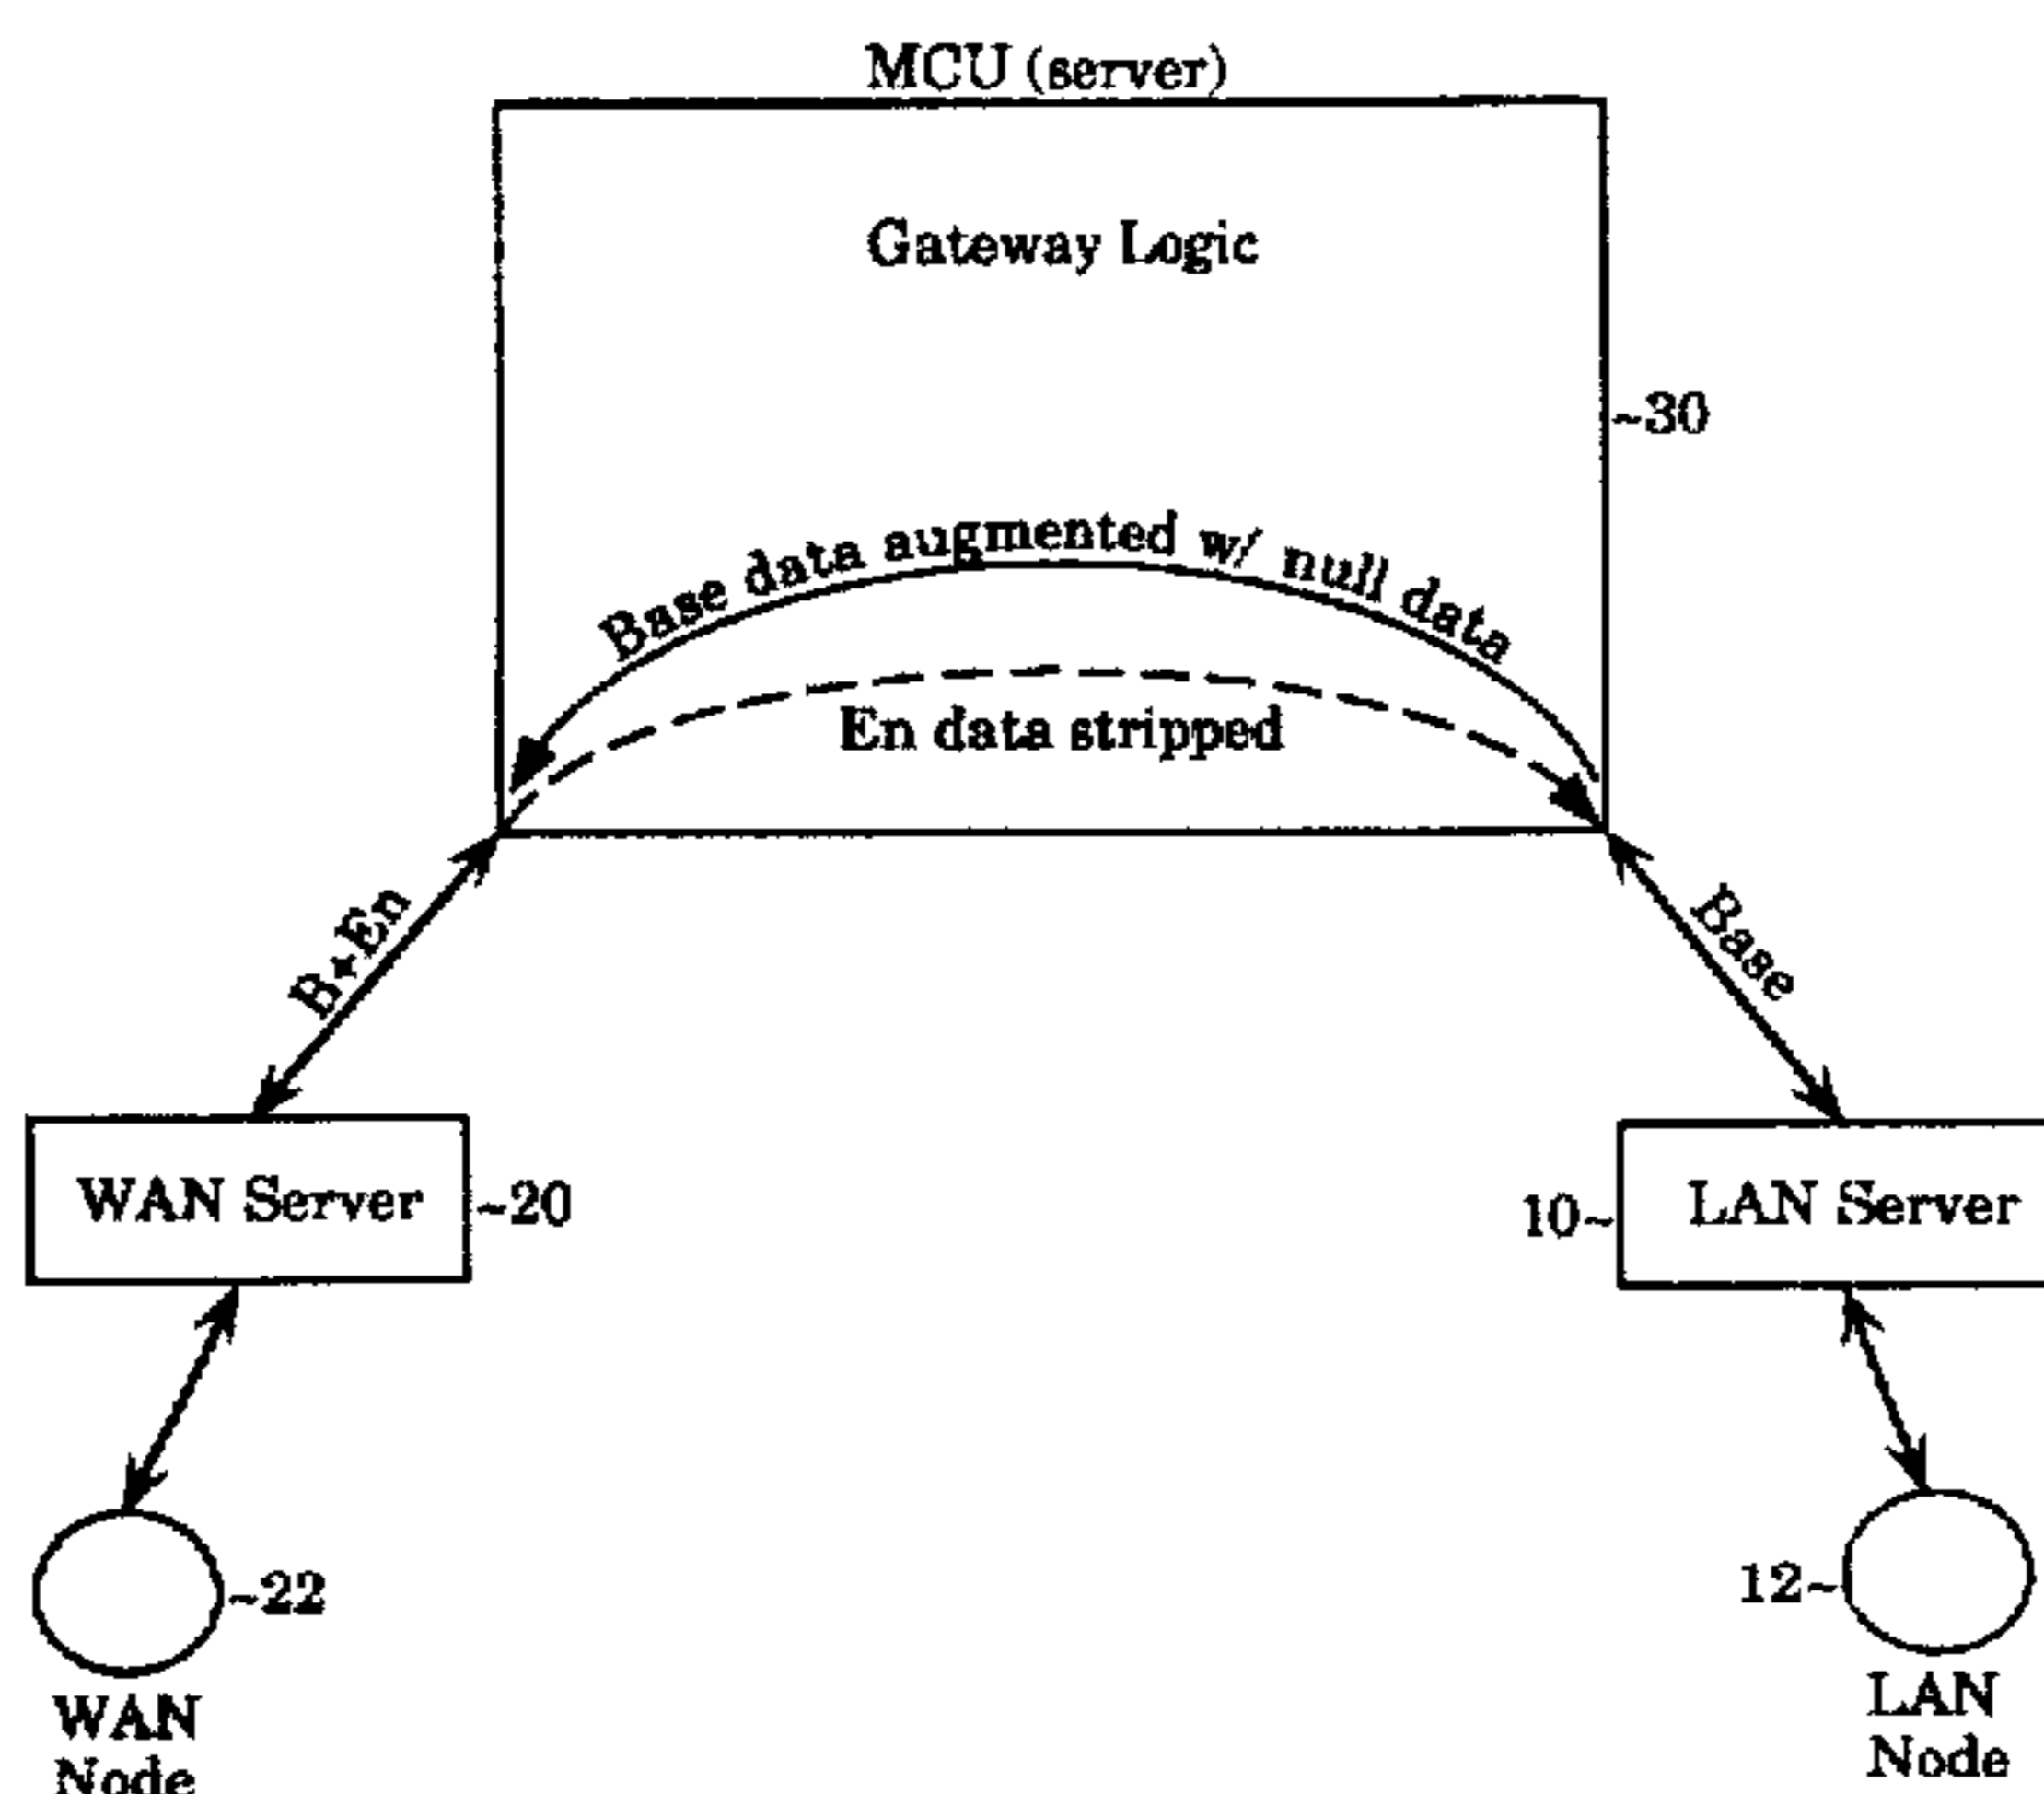 MCU (server)
Gateway Logic
~30
Base data augmented w/ null data
En data stripped
B+En
Base
WAN Server
~20
10~
LAN Server
~22
12~
WAN
Node
LAN
Node